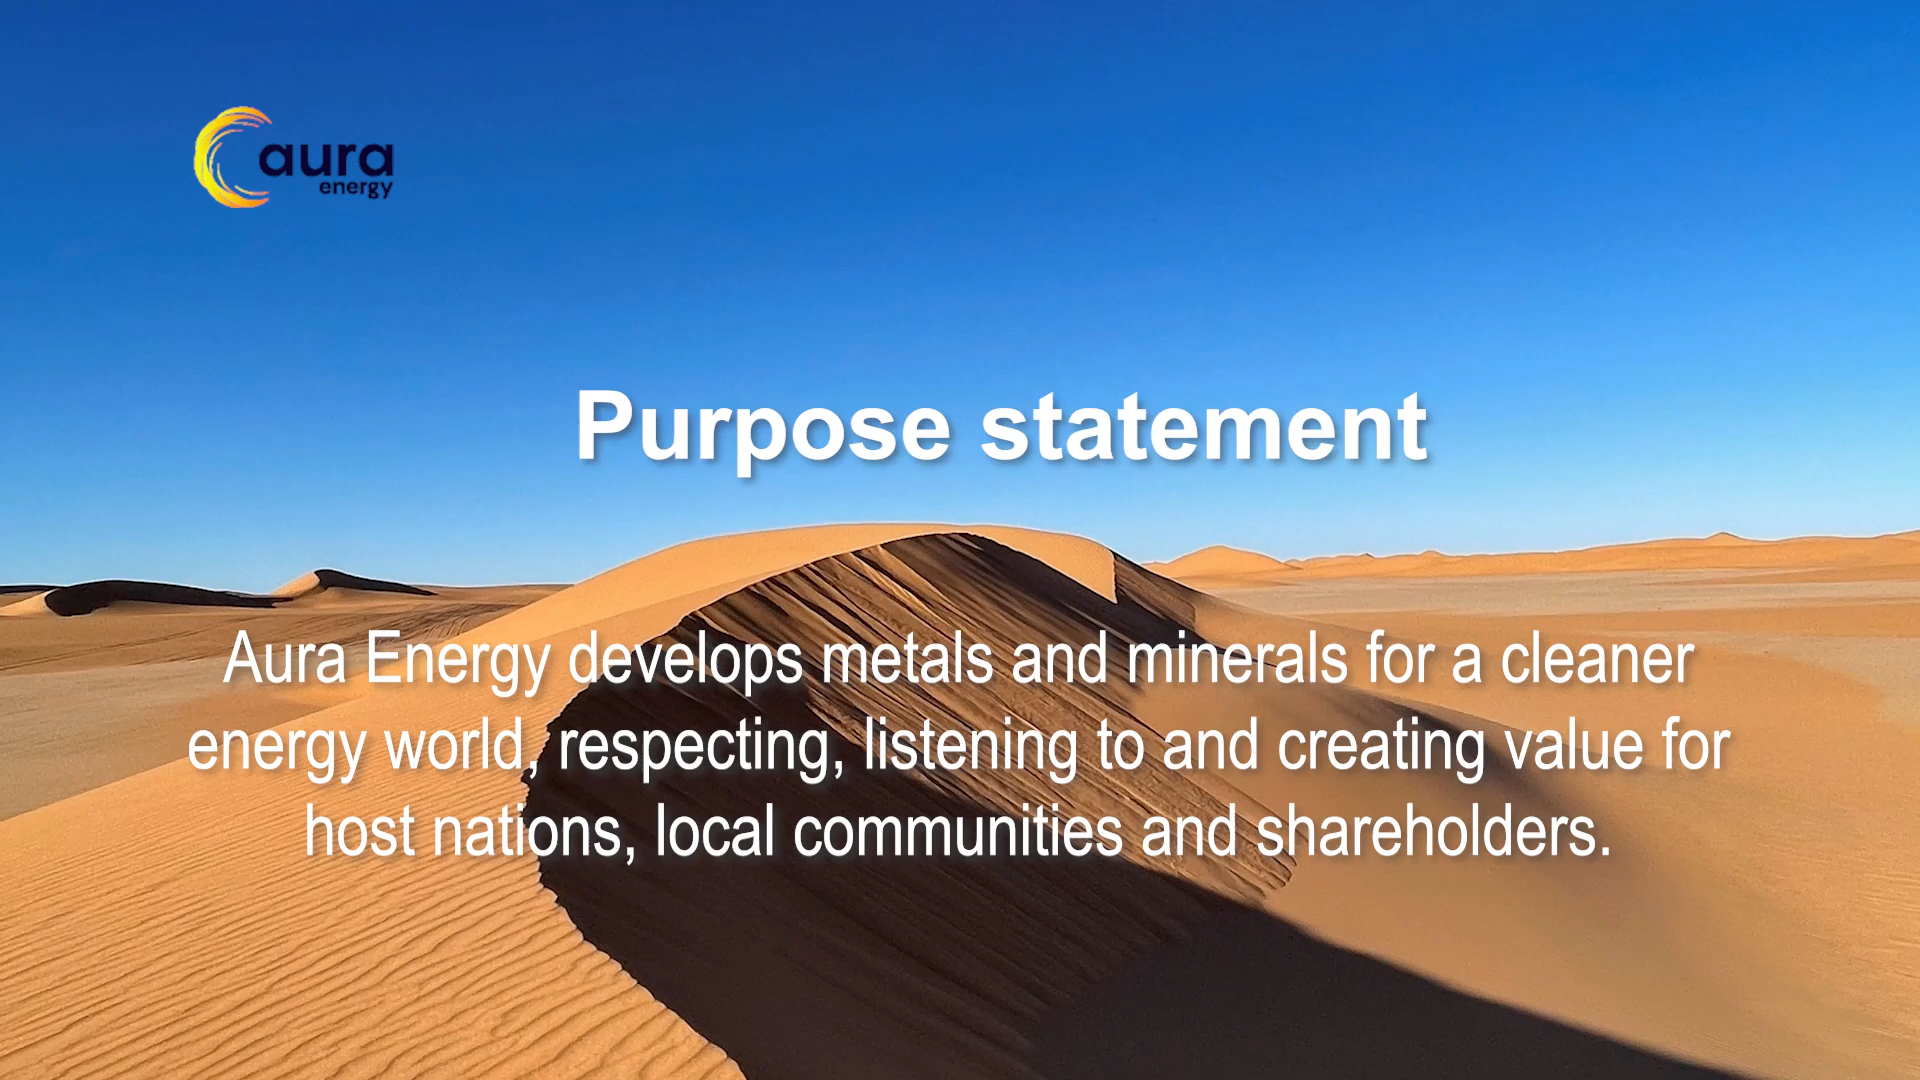 aura
energy
Purpose statement
Aura Energy develops metals and minerals for a cleaner
energy world, respecting, listening to and creating value for
host nations, local communities and shareholders.